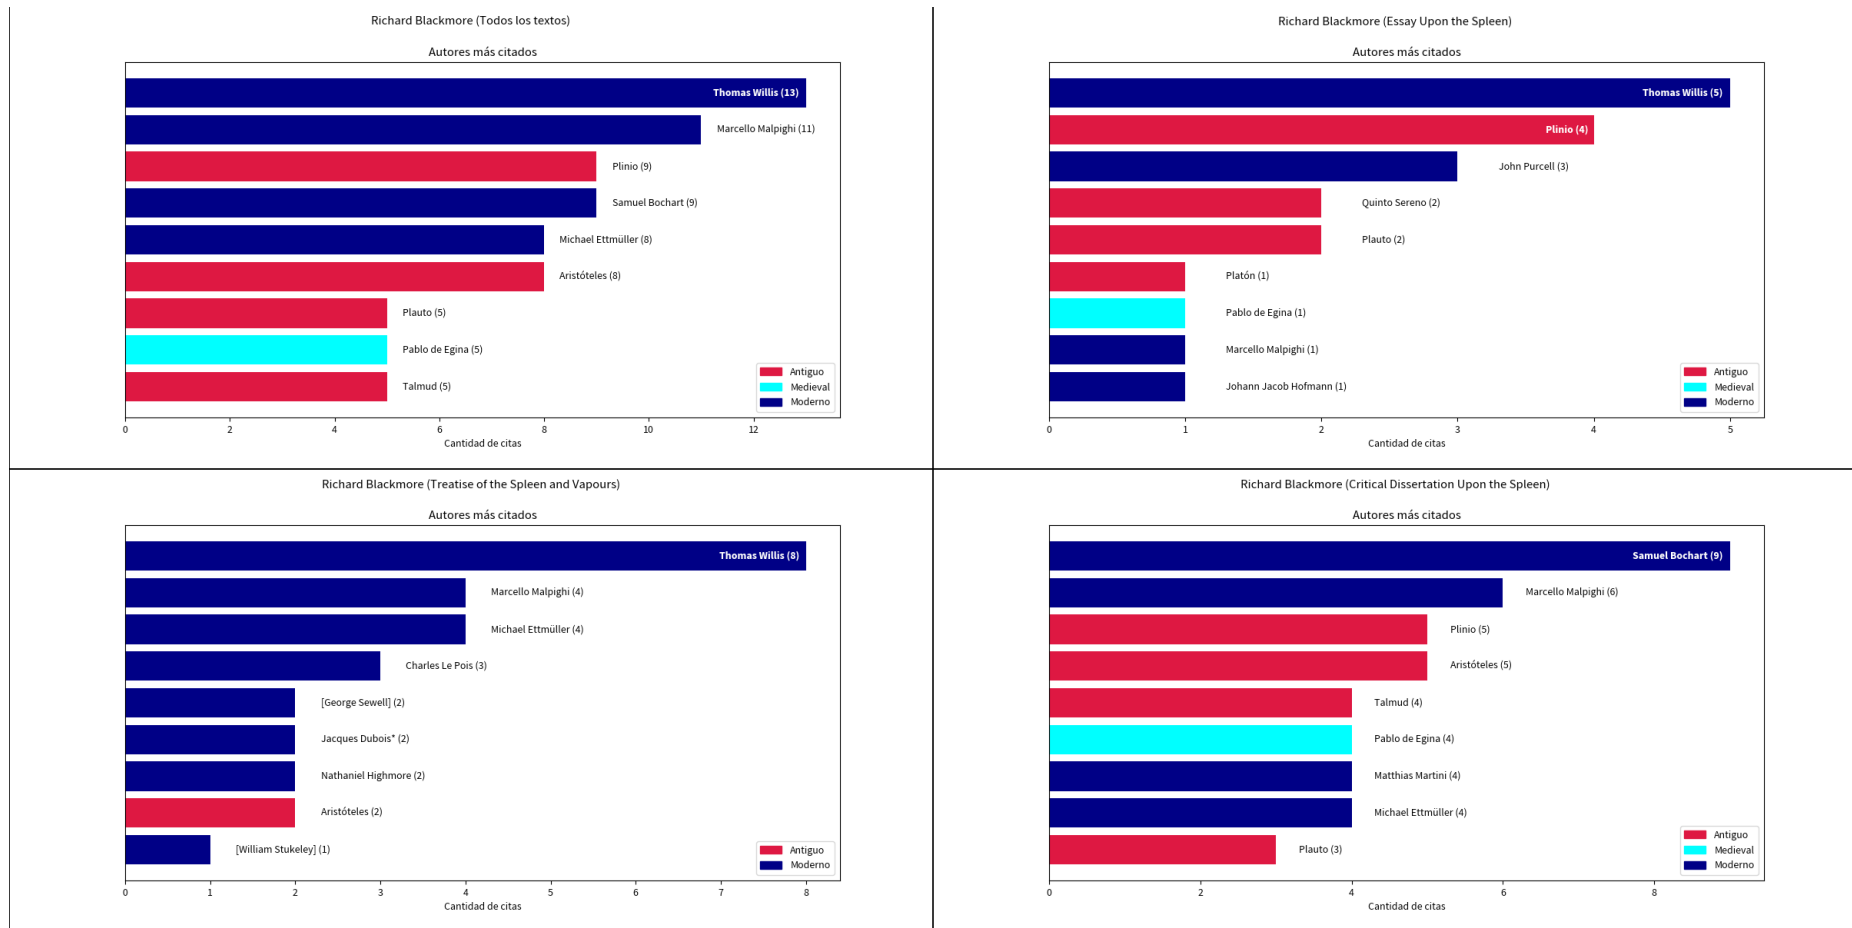 Richard Blackmore (Todos los textos)
Autores más citados
Thomas Willis (13)
Marcello Malpighi (11)
Plinio (9)
Samuel Bochart (9)
Michael Ettmüller (8)
Aristóteles (8)
Plauto (5)
Pablo de Egina (5)
Talmud (5)
Antiguo
Medieval
Moderno
0 2 4 6 8 10 12
Cantidad de citas
Richard Blackmore (Essay Upon the Spleen)
Autores más citados
Thomas Willis (5)
Plinio (4)
John Purcell (3)
Quinto Sereno (2)
Plauto (2)
Platón (1)
Pablo de Egina (1)
Marcello Malpighi (1)
Johann Jacob Hofmann (1)
Antiguo
Medieval
Moderno
0 1 2 3 4 5
Cantidad de citas
Richard Blackmore (Treatise of the Spleen and Vapours)
Autores más citados
Thomas Willis (8)
Marcello Malpighi (4)
Michael Ettmüller (4)
Charles Le Pois (3)
[George Sewell] (2)
Jacques Dubois* (2)
Nathaniel Highmore (2)
Aristóteles (2)
[William Stukeley] (1)
Antiguo
Moderno
0 1 2 3 4 5 6 7 8
Cantidad de citas
Richard Blackmore (Critical Dissertation Upon the Spleen)
Autores más citados
Samuel Bochart (9)
Marcello Malpighi (6)
Plinio (5)
Aristóteles (5)
Talmud (4)
Pablo de Egina (4)
Matthias Martini (4)
Michael Ettmüller (4)
Plauto (3)
Antiguo
Medieval
Moderno
0 2 4 6 8
Cantidad de citas